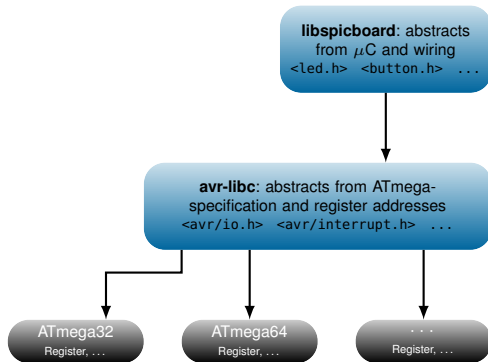 libspicboard: abstracts
from μC and wiring
<led.h> <button.h> ...
avr-libc: abstracts from ATmega-
specification and register addresses
<avr/io.h> <avr/interrupt.h> ...
ATmega32
Register, ...
ATmega64
Register, ...
...
Register, ...